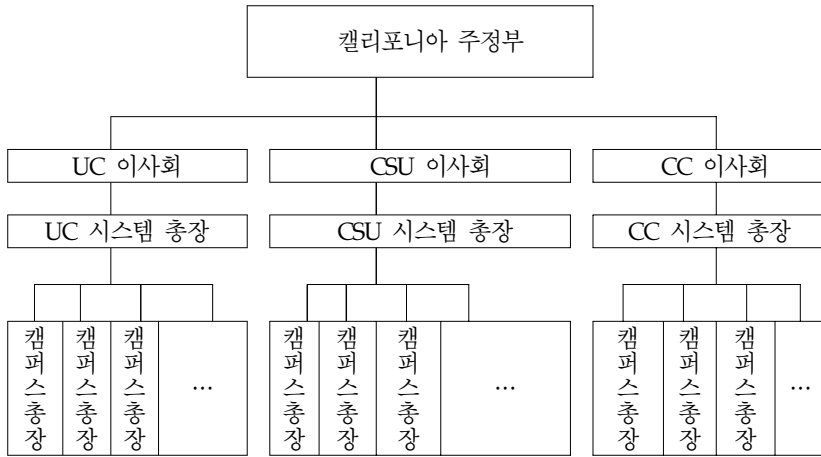 캘리포니아 주정부
UC 이사회
CSU 이사회
CC 이사회
UC 시스템 총장
CSU 시스템 총장
CC 시스템 총장
캠퍼스총장
캠퍼스총장
캠퍼스총장
...
캠퍼스총장
캠퍼스총장
캠퍼스총장
...
캠퍼스총장
캠퍼스총장
캠퍼스총장
...